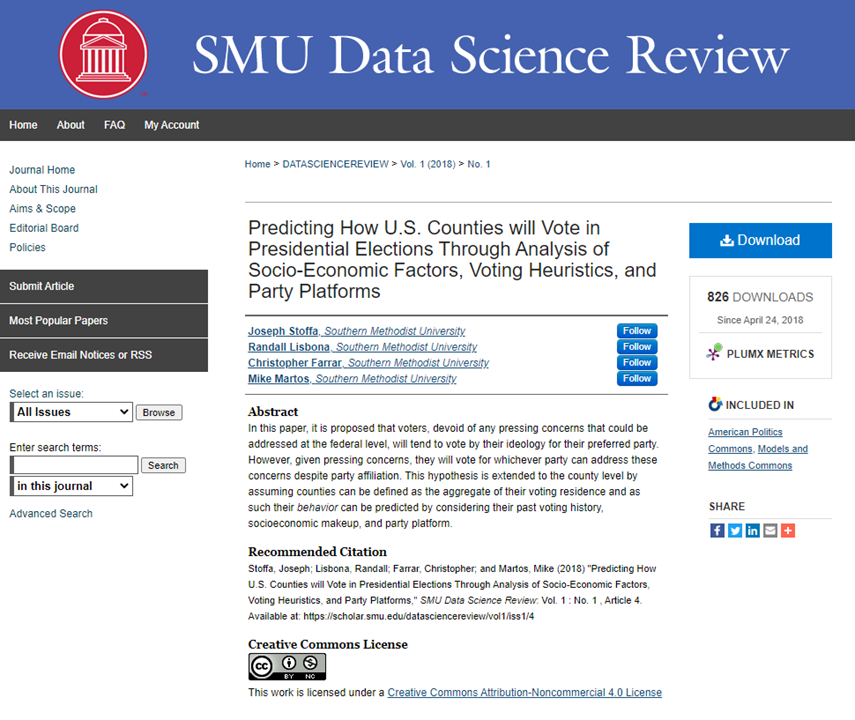 SMU Data Science Review
Home About FAQ My Account
Journal Home
About This Journal
Aims & Scope
Editorial Board
Policies
Submit Article
Most Popular Papers
Receive Email Notices or RSS
Select an issue:
All Issues Browse
Enter search terms:
Search
in this journal
Advanced Search
Home > DATASCIENCEREVIEW > Vol. 1 (2018) > No. 1
Predicting How U.S. Counties will Vote in
Presidential Elections Through Analysis of
Socio-Economic Factors, Voting Heuristics, and
Party Platforms
Joseph Stoffa, Southern Methodist University Follow
Randall Lisbona, Southern Methodist University Follow
Christopher Farrar, Southern Methodist University Follow
Mike Martos, Southern Methodist University Follow
Abstract
In this paper, it is proposed that voters, devoid of any pressing concerns that could be
addressed at the federal level, will tend to vote by their ideology for their preferred party.
However, given pressing concerns, they will vote for whichever party can address these
concerns despite party affiliation. This hypothesis is extended to the county level by
assuming counties can be defined as the aggregate of their voting residence and as
such their behavior can be predicted by considering their past voting history,
socioeconomic makeup, and party platform.
Recommended Citation
Stoffa, Joseph; Lisbona, Randall; Farrar, Christopher; and Martos, Mike (2018) "Predicting How
U.S. Counties will Vote in Presidential Elections Through Analysis of Socio-Economic Factors,
Voting Heuristics, and Party Platforms," SMU Data Science Review: Vol. 1 : No. 1 , Article 4.
Available at: https://scholar.smu.edu/datasciencereview/vol1/iss1/4
Creative Commons License
cc BY NC
This work is licensed under a Creative Commons Attribution-Noncommercial 4.0 License
Download
826 DOWNLOADS
Since April 24, 2018
PLUMX METRICS
INCLUDED IN
American Politics
Commons, Models and
Methods Commons
SHARE